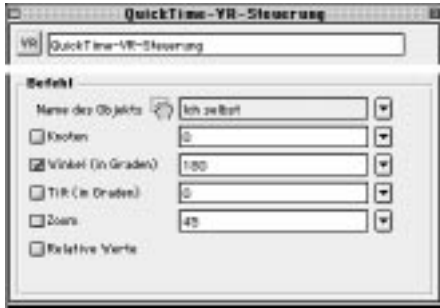 QuickTime-VR-Steuerung
VR QuickTime-VR-Steuerung
Befehl
Name des Objekts Ich selbst
Knoten 0
Winkel (in Graden) 180
Tilt (in Graden) 0
Zoom 45
Relative Werte